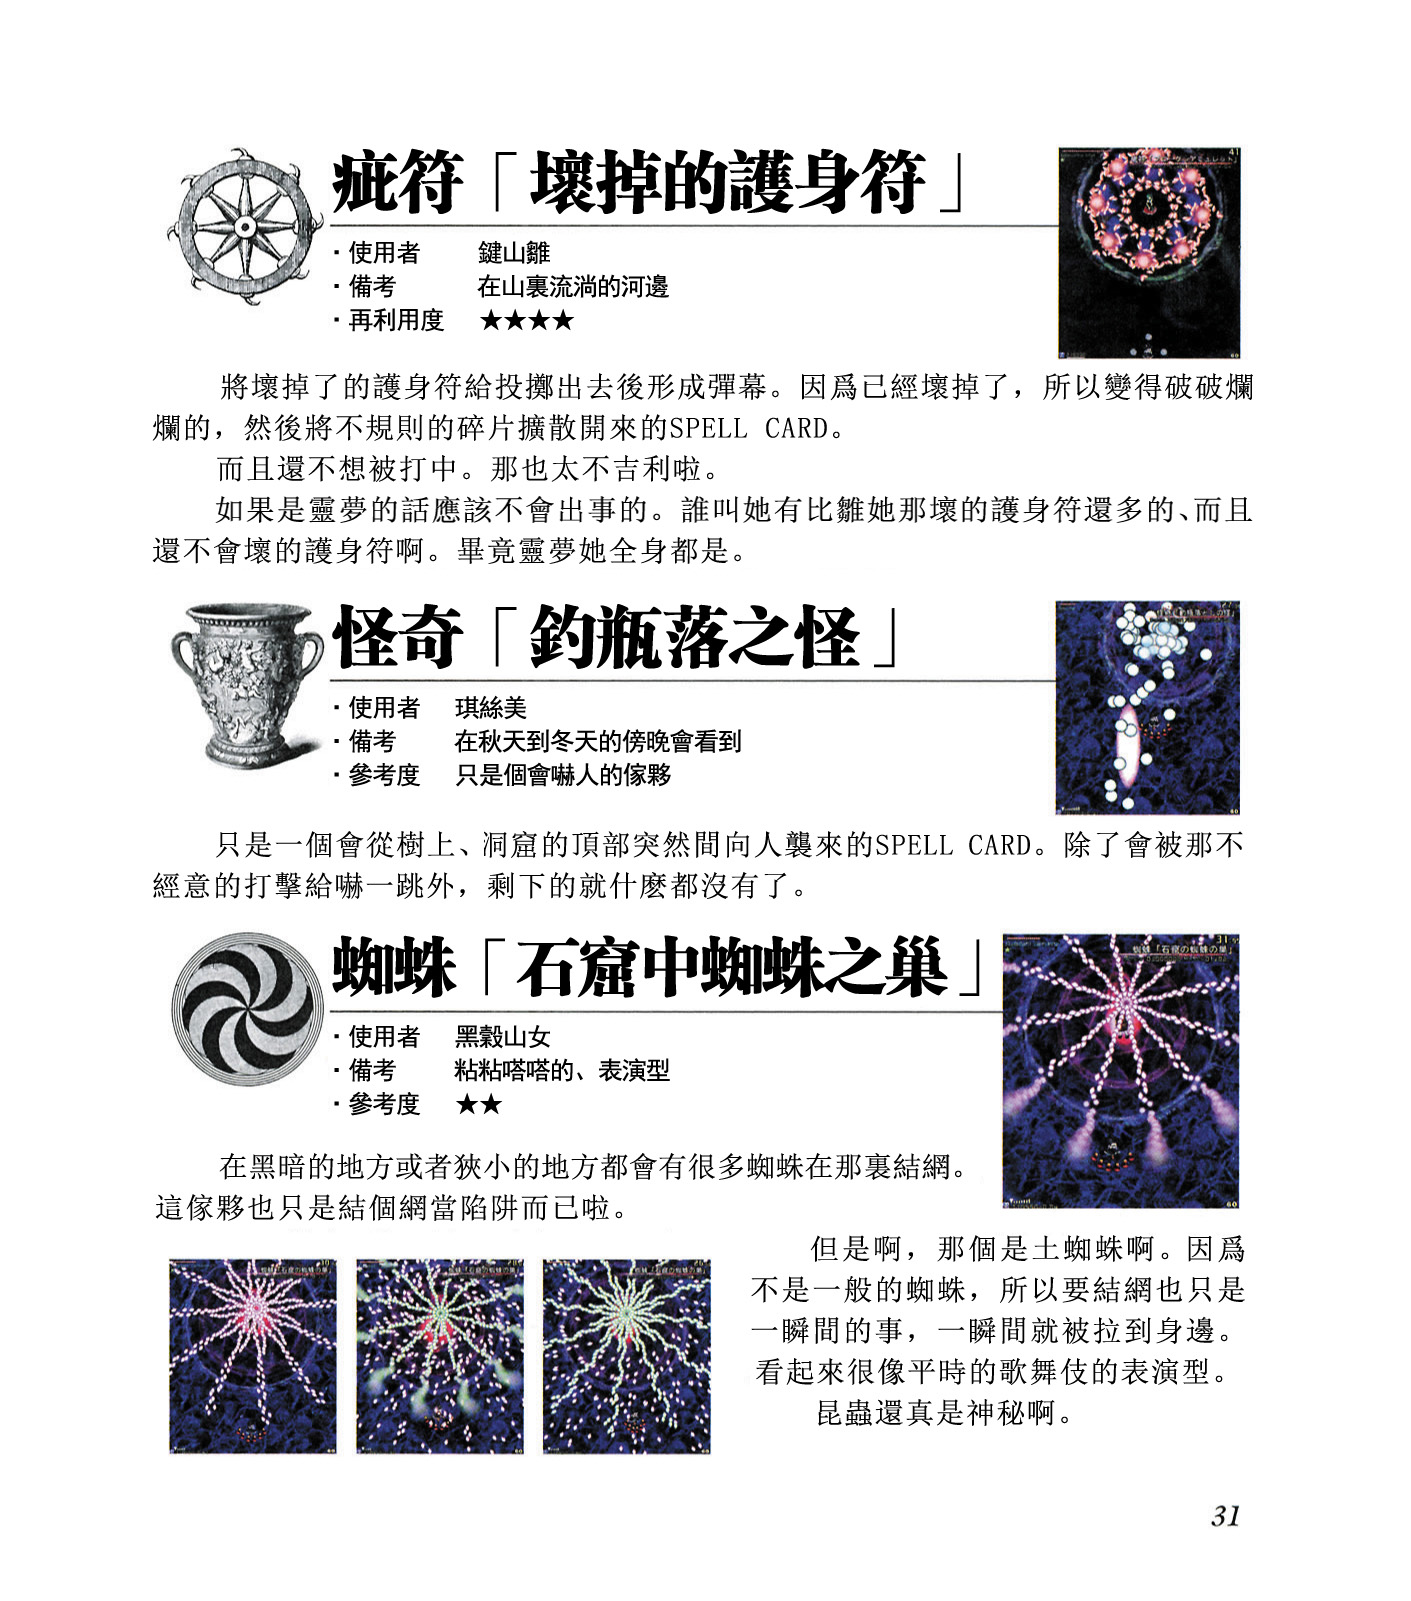 疵符「壞掉的護身符」
・使用者 鍵山雛
・備考 在山裏流淌的河邊
・再利用度 ★★★★
將壞掉了的護身符給投擲出去後形成彈幕。因爲已經壞掉了，所以變得破破爛
爛的，然後將不規則的碎片擴散開來的SPELL CARD。
而且還不想被打中。那也太不吉利啦。
如果是靈夢的話應該不會出事的。誰叫她有比雛她那壞的護身符還多的、而且
還不會壞的護身符啊。畢竟靈夢她全身都是。
怪奇「釣瓶落之怪」
・使用者 琪絲美
・備考 在秋天到冬天的傍晚會看到
・參考度 只是個會嚇人的傢夥
只是一個會從樹上、洞窟的頂部突然間向人襲來的SPELL CARD。除了會被那不
經意的打擊給嚇一跳外，剩下的就什麽都沒有了。
蜘蛛「石窟中蜘蛛之巢」
・使用者 黑穀山女
・備考 粘粘嗒嗒的、表演型
・參考度 ★★
蜘蛛「石窟の蜘蛛の巣」
在黑暗的地方或者狹小的地方都會有很多蜘蛛在那裏結網。
這傢夥也只是結個網當陷阱而已啦。
但是啊，那個是土蜘蛛啊。因爲
不是一般的蜘蛛，所以要結網也只是
一瞬間的事，一瞬間就被拉到身邊。
看起來很像平時的歌舞伎的表演型。
昆蟲還真是神秘啊。
31